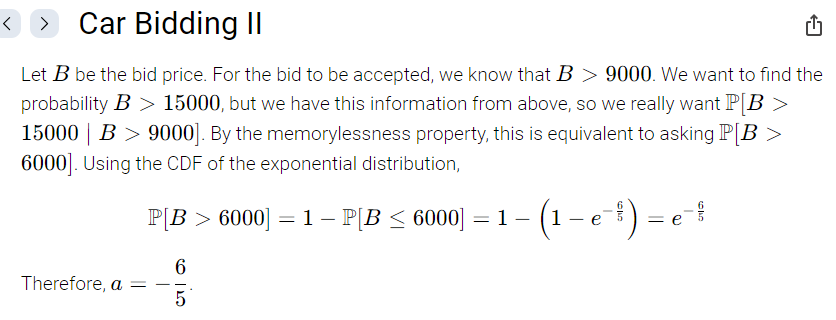 Car Bidding II
Let B be the bid price. For the bid to be accepted, we know that B > 9000. We want to find the
probability B > 15000, but we have this information from above, so we really want ℙ[B >
15000 | B > 9000]. By the memorylessness property, this is equivalent to asking ℙ[B >
6000]. Using the CDF of the exponential distribution,
ℙ[B > 6000] = 1 − ℙ[B ≤ 6000] = 1 − (1 − e^{−6/5}) = e^{−6/5}
Therefore, a = −6/5.